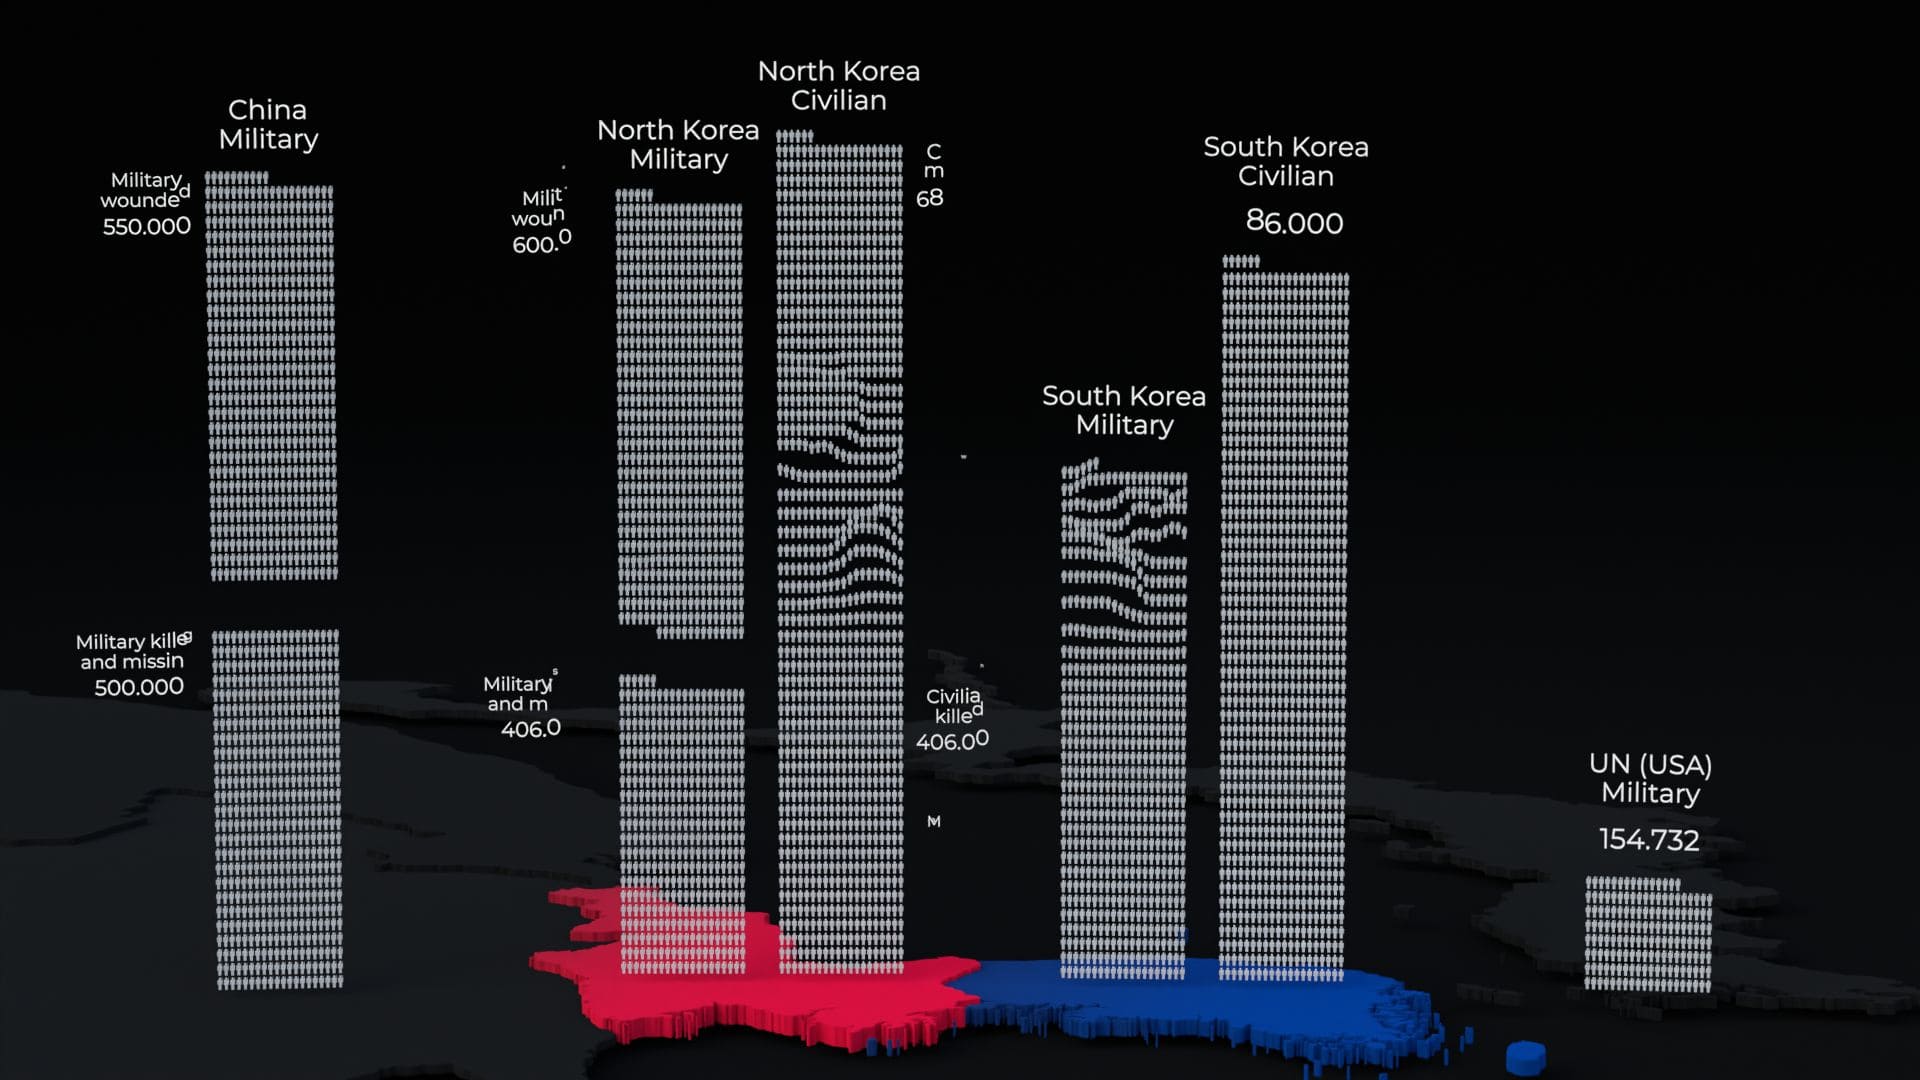 China
Military
Military
wounded
550.000
Military kille
and missin
500.000
North Korea
Military
Milit
woun
600.0
Military
and m
406.0
North Korea
Civilian
C
m
68
Civilia
killed
406.00
M
South Korea
Military
South Korea
Civilian
86.000
UN (USA)
Military
154.732